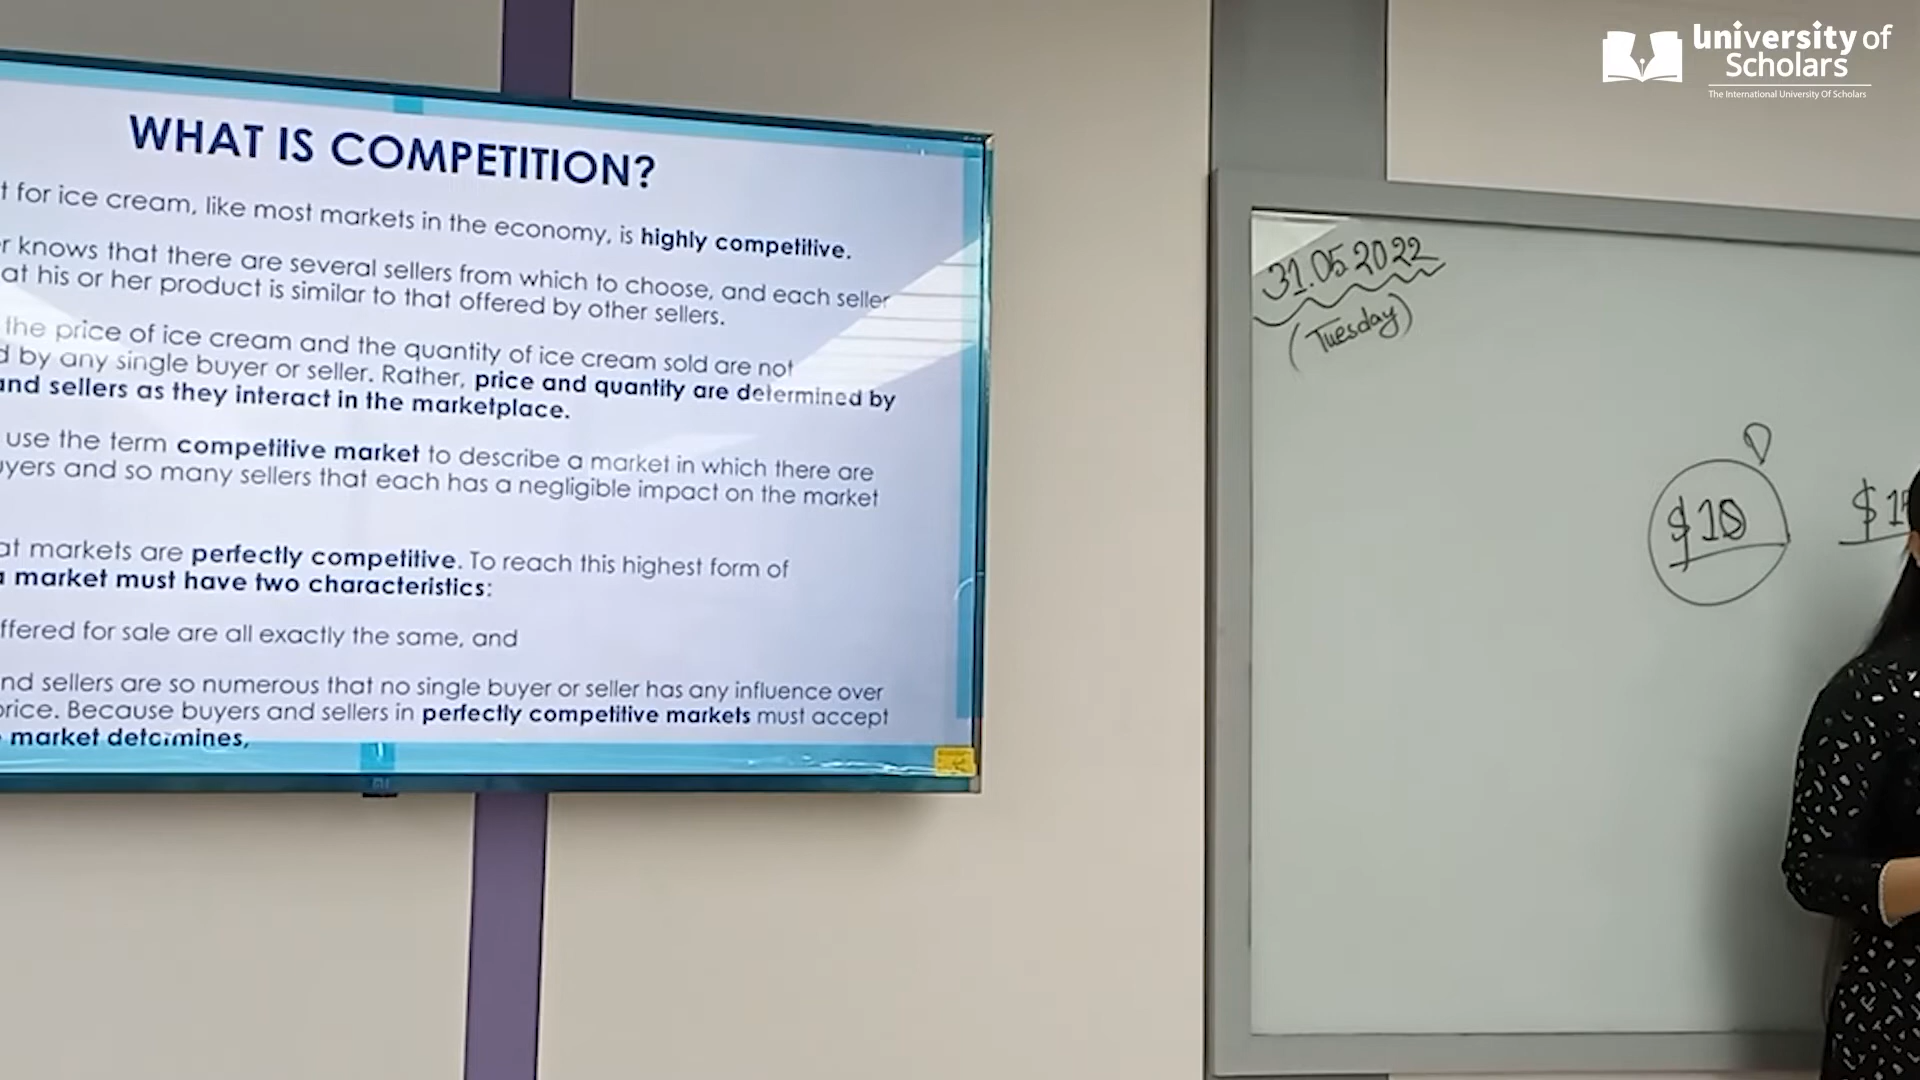 university of
Scholars
The International University Of Scholars
WHAT IS COMPETITION?
for ice cream, like most markets in the economy, is highly competitive.
knows that there are several sellers from which to choose, and each seller
at his or her product is similar to that offered by other sellers.
the price of ice cream and the quantity of ice cream sold are not
by any single buyer or seller. Rather, price and quantity are determined by
and sellers as they interact in the marketplace.
use the term competitive market to describe a market in which there are
uyers and so many sellers that each has a negligible impact on the market
at markets are perfectly competitive. To reach this highest form of
a market must have two characteristics:
ffered for sale are all exactly the same, and
nd sellers are so numerous that no single buyer or seller has any influence over
price. Because buyers and sellers in perfectly competitive markets must accept
market determines,
31.05.2022
(Tuesday)
$10